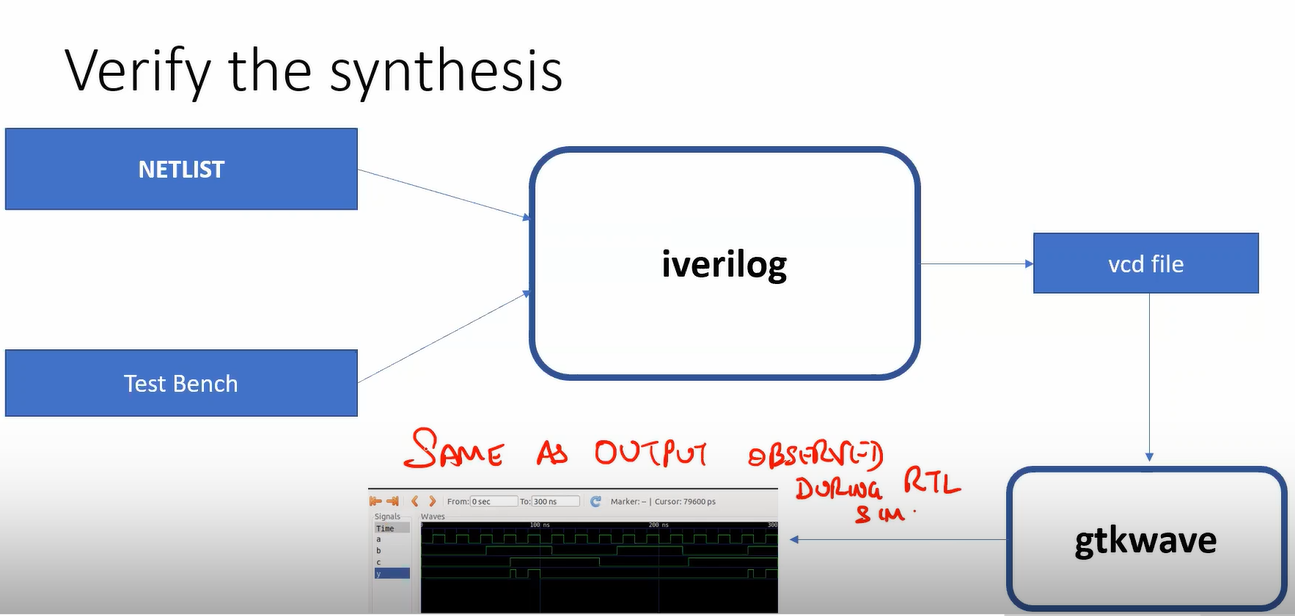 Verify the synthesis
NETLIST
iverilog
vcd file
Test Bench
SAME AS OUTPUT OBSERVED
DURING RTL
SIM.
From: 0 sec To: 300 ns Marker: -- | Cursor: 79600 ps
Signals Waves
Time 100 ns 200 ns 300
a
b
c
y
gtkwave